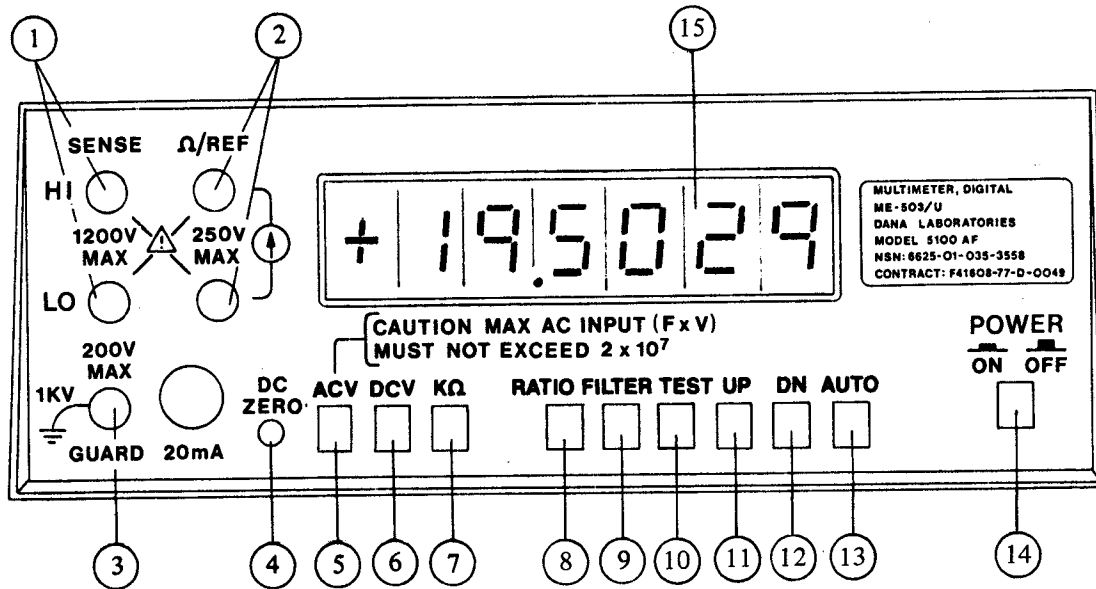 1
2
15
SENSE Ω/REF
HI
1200V MAX
250V MAX
LO
+19.5029
MULTIMETER, DIGITAL
ME-503/U
DANA LABORATORIES
MODEL 5100 AF
NSN: 6625-01-035-3558
CONTRACT: F41608-77-D-0049
CAUTION MAX AC INPUT (F x V)
MUST NOT EXCEED 2 x 10⁷
POWER
ON OFF
200V
MAX
1KV
GUARD
20mA
DC
ZERO
ACV DCV KΩ RATIO FILTER TEST UP DN AUTO
3
4
5
6
7
8
9
10
11
12
13
14